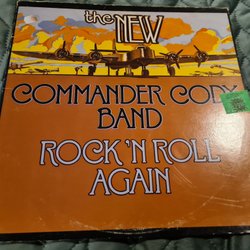 the NEW
COMMANDER CODY
BAND
ROCK 'N ROLL
AGAIN